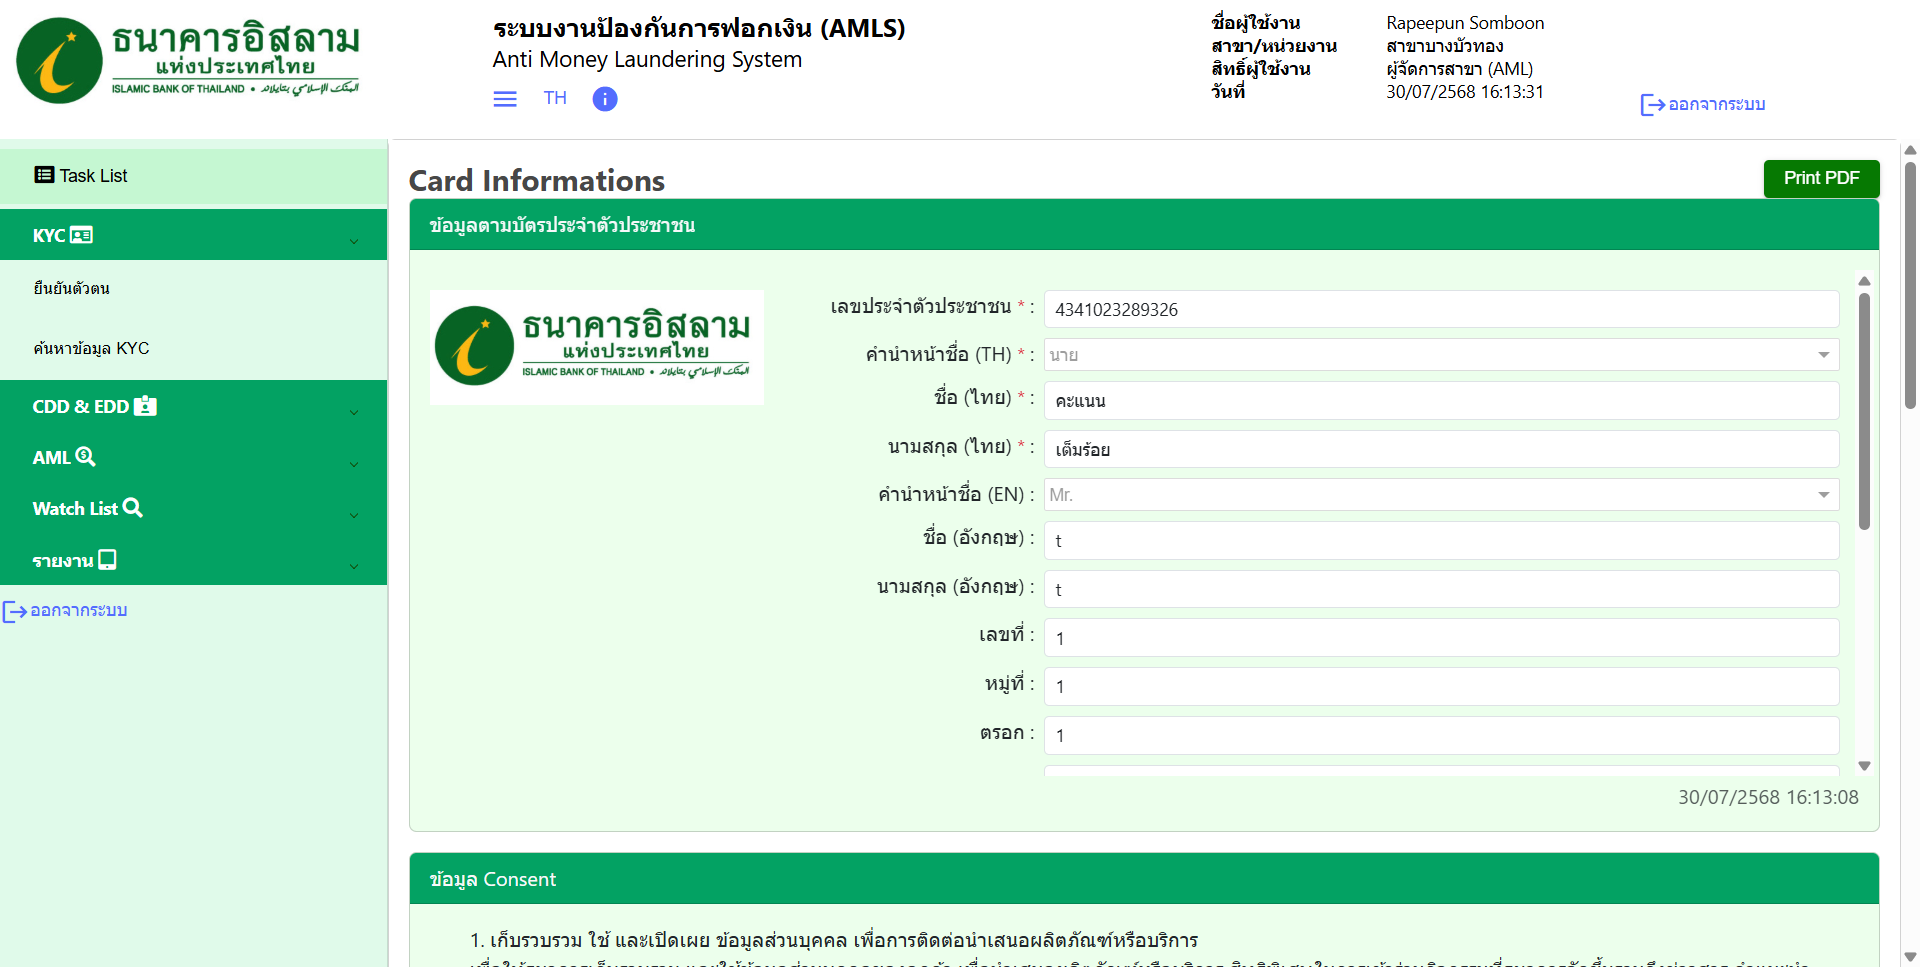 ธนาคารอิสลาม
แห่งประเทศไทย
ISLAMIC BANK OF THAILAND
ระบบงานป้องกันการฟอกเงิน (AMLS)
Anti Money Laundering System
TH
ชื่อผู้ใช้งาน Rapeepun Somboon
สาขา/หน่วยงาน สาขาบางบัวทอง
สิทธิ์ผู้ใช้งาน ผู้จัดการสาขา (AML)
วันที่ 30/07/2568 16:13:31
ออกจากระบบ
Task List
KYC
ยืนยันตัวตน
ค้นหาข้อมูล KYC
CDD & EDD
AML
Watch List
รายงาน
ออกจากระบบ
Card Informations
Print PDF
ข้อมูลตามบัตรประจำตัวประชาชน
ธนาคารอิสลาม
แห่งประเทศไทย
ISLAMIC BANK OF THAILAND
เลขประจำตัวประชาชน * : 4341023289326
คำนำหน้าชื่อ (TH) * : นาย
ชื่อ (ไทย) * : คะแนน
นามสกุล (ไทย) * : เต็มร้อย
คำนำหน้าชื่อ (EN) : Mr.
ชื่อ (อังกฤษ) : t
นามสกุล (อังกฤษ) : t
เลขที่ : 1
หมู่ที่ : 1
ตรอก : 1
30/07/2568 16:13:08
ข้อมูล Consent
1. เก็บรวบรวม ใช้ และเปิดเผย ข้อมูลส่วนบุคคล เพื่อการติดต่อนำเสนอผลิตภัณฑ์หรือบริการ